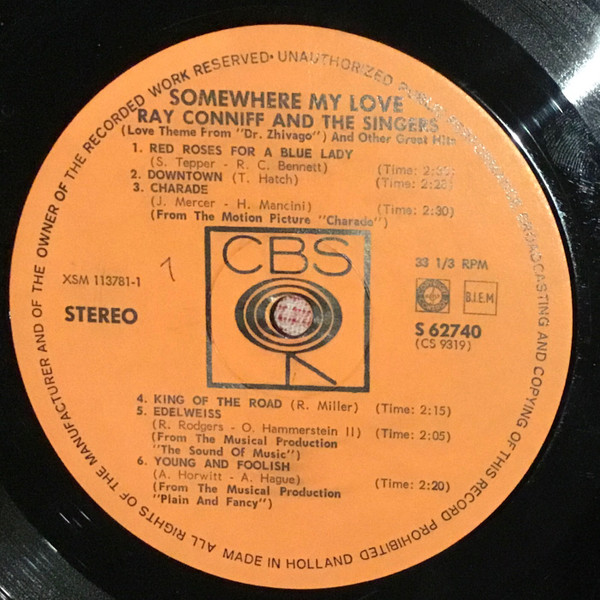 ALL RIGHTS OF THE MANUFACTURER AND OF THE OWNER OF THE RECORDED WORK RESERVED• UNAUTHORIZED PUBLIC PERFORMANCE BROADCASTING AND COPYING OF THIS RECORD PROHIBITED
SOMEWHERE MY LOVE
RAY CONNIFF AND THE SINGERS
(Love Theme From "Dr. Zhivago") And Other Great Hits
1. RED ROSES FOR A BLUE LADY
(S. Tepper - R. C. Bennett) (Time:
2. DOWNTOWN (T. Hatch) (Time:
3. CHARADE
(J. Mercer - H. Mancini) (Time: 2:30)
(From The Motion Picture "Charade")
CBS
XSM 113781-1
7
33 1/3 RPM
STEREO
B.I.E.M
S 62740
(CS 9319)
4. KING OF THE ROAD (R. Miller) (Time: 2:15)
5. EDELWEISS
(R. Rodgers - O. Hammerstein II) (Time: 2:05)
(From The Musical Production
"The Sound Of Music")
6. YOUNG AND FOOLISH
(A. Horwitt - A. Hague) (Time: 2:20)
(From The Musical Production
"Plain And Fancy")
MADE IN HOLLAND